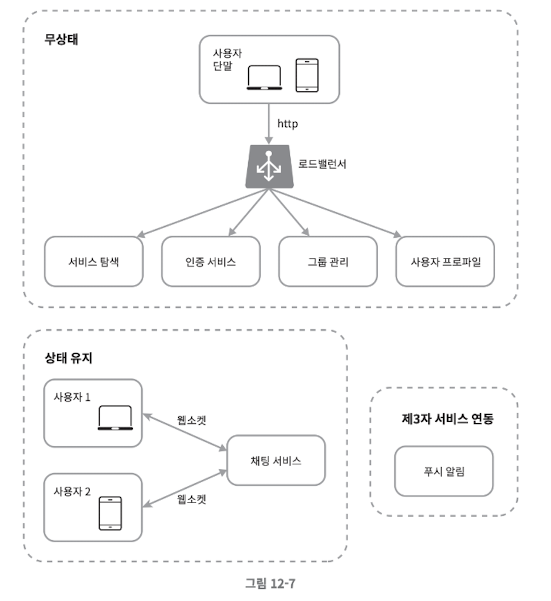 무상태
사용자
단말
http
로드밸런서
서비스 탐색
인증 서비스
그룹 관리
사용자 프로파일
상태 유지
사용자 1
웹소켓
채팅 서비스
사용자 2
웹소켓
제3자 서비스 연동
푸시 알림
그림 12-7